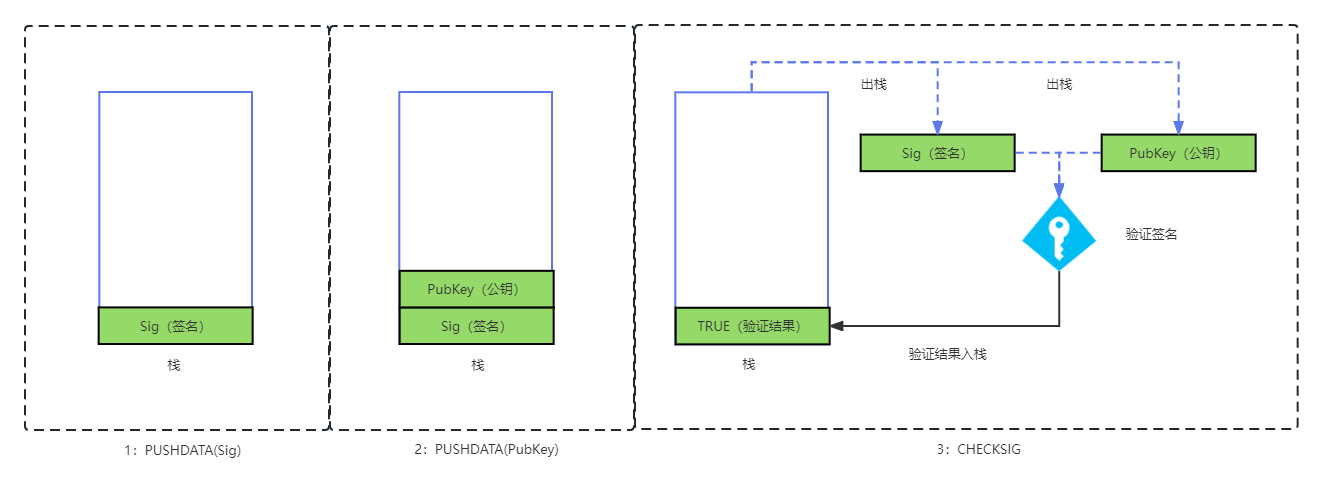 Sig（签名）
栈
1：PUSHDATA(Sig)
PubKey（公钥）
Sig（签名）
栈
2：PUSHDATA(PubKey)
出栈
出栈
Sig（签名）
PubKey（公钥）
验证签名
TRUE（验证结果）
验证结果入栈
栈
3：CHECKSIG